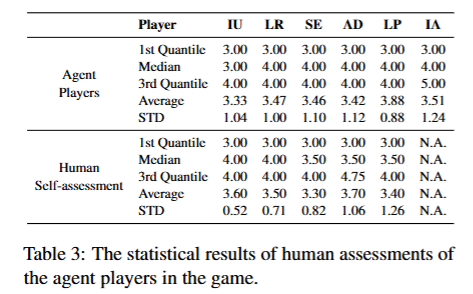 Player IU LR SE AD LP IA
1st Quantile 3.00 3.00 3.00 3.00 3.00 3.00
Median 3.00 4.00 4.00 4.00 4.00 4.00
Agent Players
3rd Quantile 4.00 4.00 4.00 4.00 4.00 5.00
Average 3.33 3.47 3.46 3.42 3.88 3.51
STD 1.04 1.00 1.10 1.12 0.88 1.24
1st Quantile 3.00 3.00 3.00 3.00 3.00 N.A.
Median 4.00 4.00 3.50 3.50 3.50 N.A.
Human Self-assessment
3rd Quantile 4.00 4.00 4.00 4.75 4.00 N.A.
Average 3.60 3.50 3.30 3.70 3.40 N.A.
STD 0.52 0.71 0.82 1.06 1.26 N.A.
Table 3: The statistical results of human assessments of
the agent players in the game.